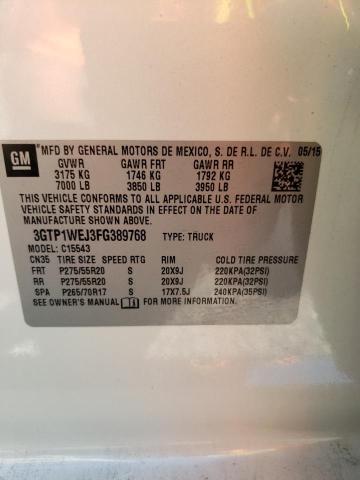 GM
MFD BY GENERAL MOTORS DE MEXICO, S. DE R.L. DE C.V. 05/15
GVWR GAWR FRT GAWR RR
3175 KG 1746 KG 1792 KG
7000 LB 3850 LB 3950 LB
THIS VEHICLE CONFORMS TO ALL APPLICABLE U.S. FEDERAL MOTOR
VEHICLE SAFETY STANDARDS IN EFFECT ON THE DATE OF
MANUFACTURE SHOWN ABOVE.
3GTP1WEJ3FG389768 TYPE: TRUCK
MODEL: C15543
CN35 TIRE SIZE SPEED RTG RIM COLD TIRE PRESSURE
FRT P275/55R20 S 20X9J 220KPA(32PSI)
RR P275/55R20 S 20X9J 220KPA(32PSI)
SPA P265/70R17 S 17X7.5J 240KPA(35PSI)
SEE OWNER'S MANUAL FOR MORE INFORMATION.